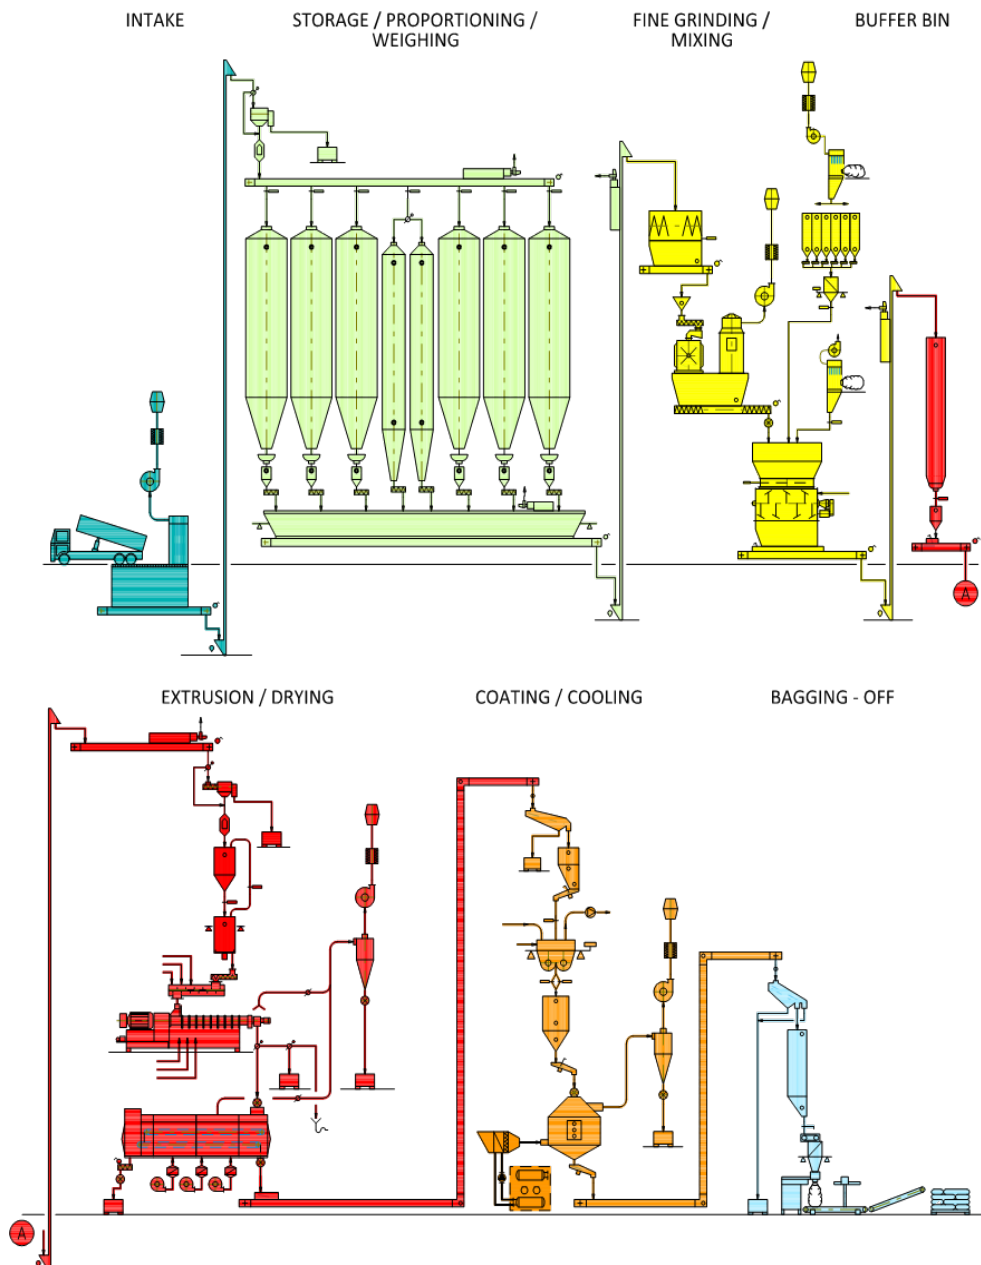 INTAKE
STORAGE / PROPORTIONING /
WEIGHING
FINE GRINDING /
MIXING
BUFFER BIN
A
EXTRUSION / DRYING
COATING / COOLING
BAGGING - OFF
A